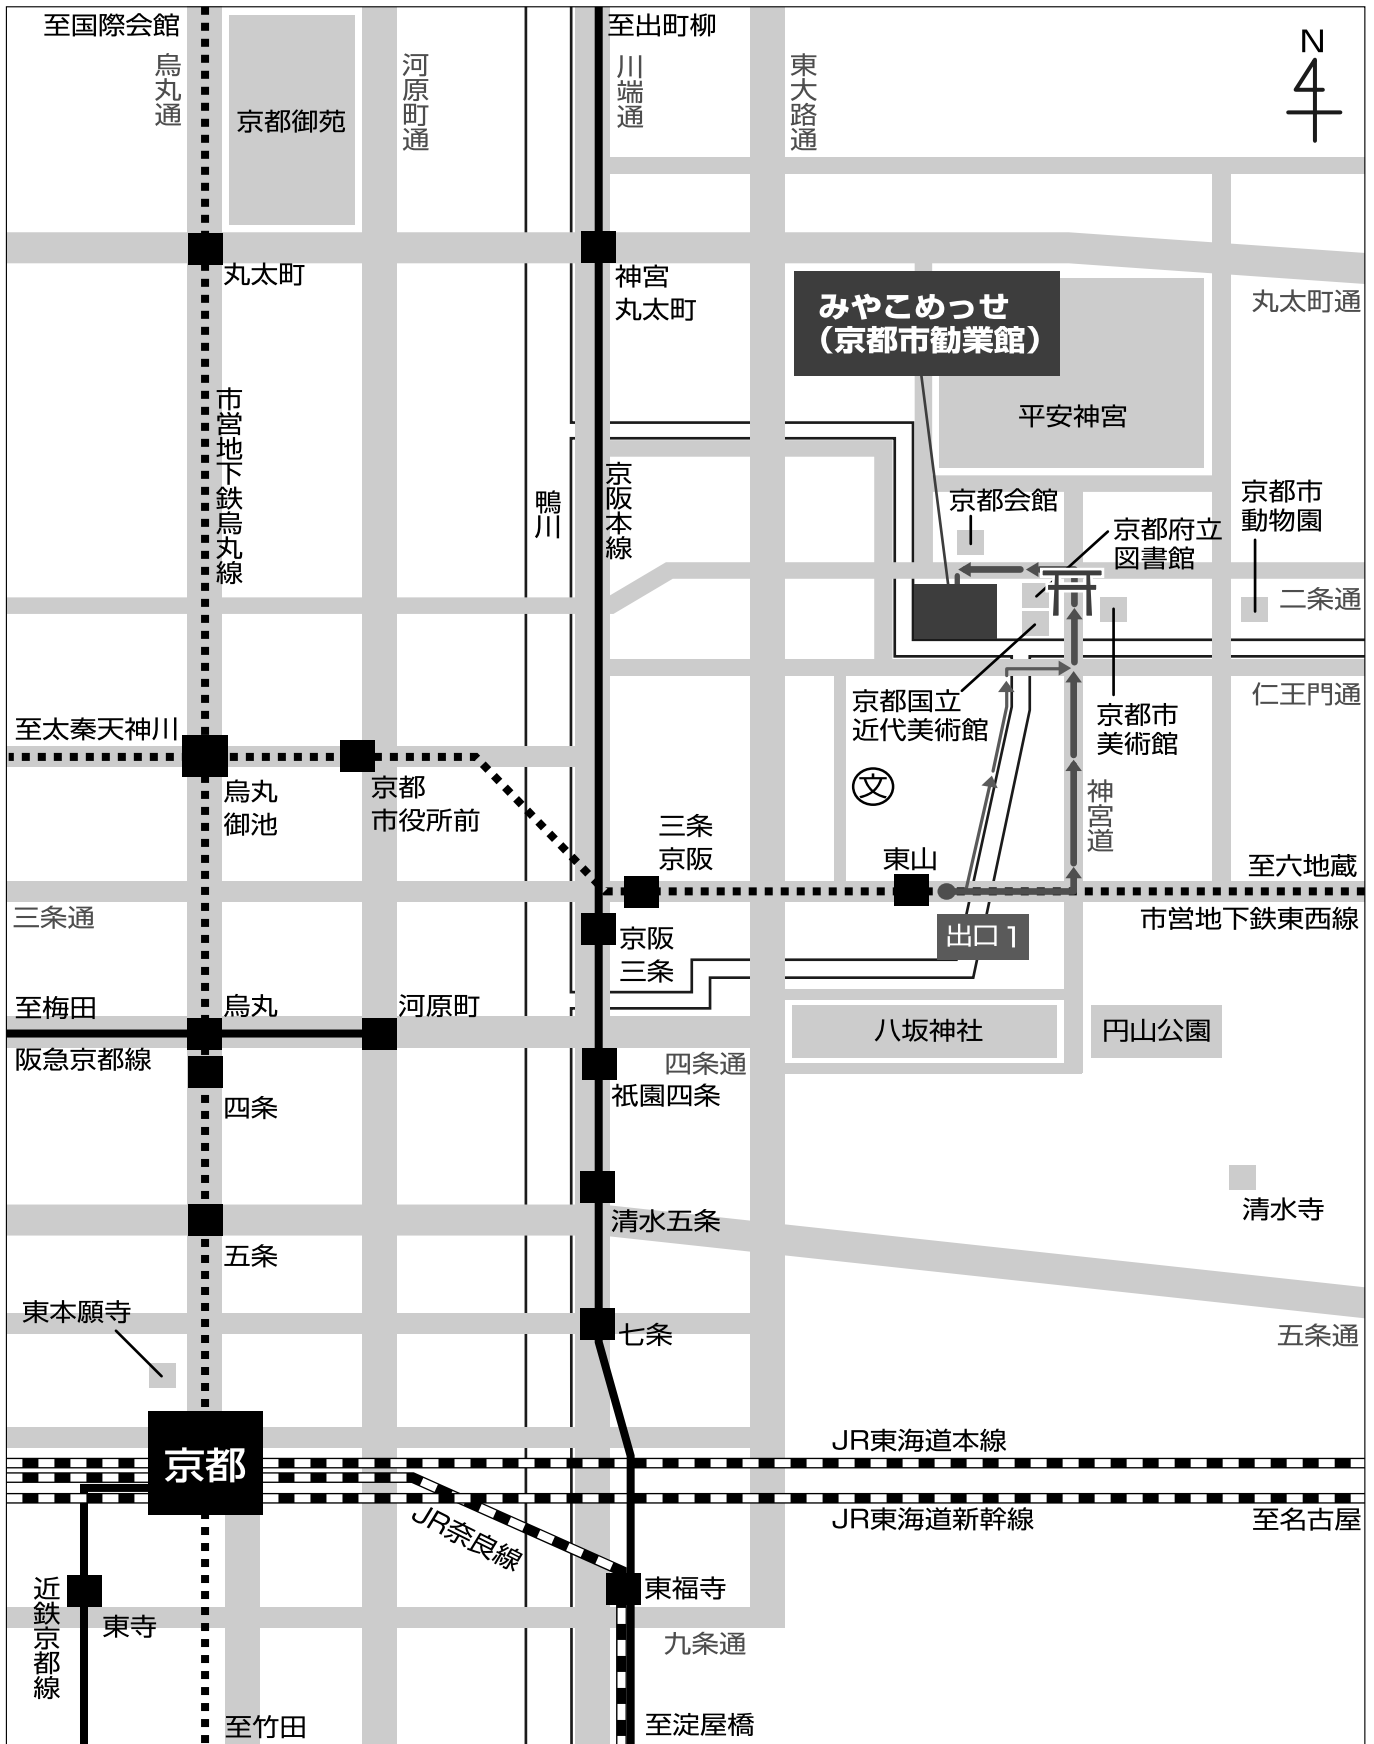 至国際会館
烏丸通
京都御苑
河原町通
至出町柳
川端通
東大路通
N
丸太町
神宮
丸太町
みやこめっせ
(京都市勧業館)
丸太町通
平安神宮
市営地下鉄烏丸線
鴨川
京阪本線
京都会館
京都府立
図書館
京都市
動物園
二条通
京都国立
近代美術館
京都市
美術館
仁王門通
至太秦天神川
烏丸
御池
京都
市役所前
文
神宮道
三条
京阪
東山
至六地蔵
三条通
市営地下鉄東西線
京阪
三条
出口1
至梅田
烏丸
河原町
八坂神社
円山公園
阪急京都線
四条通
四条
祇園四条
清水寺
清水五条
五条
東本願寺
七条
五条通
京都
JR東海道本線
JR奈良線
JR東海道新幹線
至名古屋
近鉄京都線
東寺
東福寺
九条通
至竹田
至淀屋橋